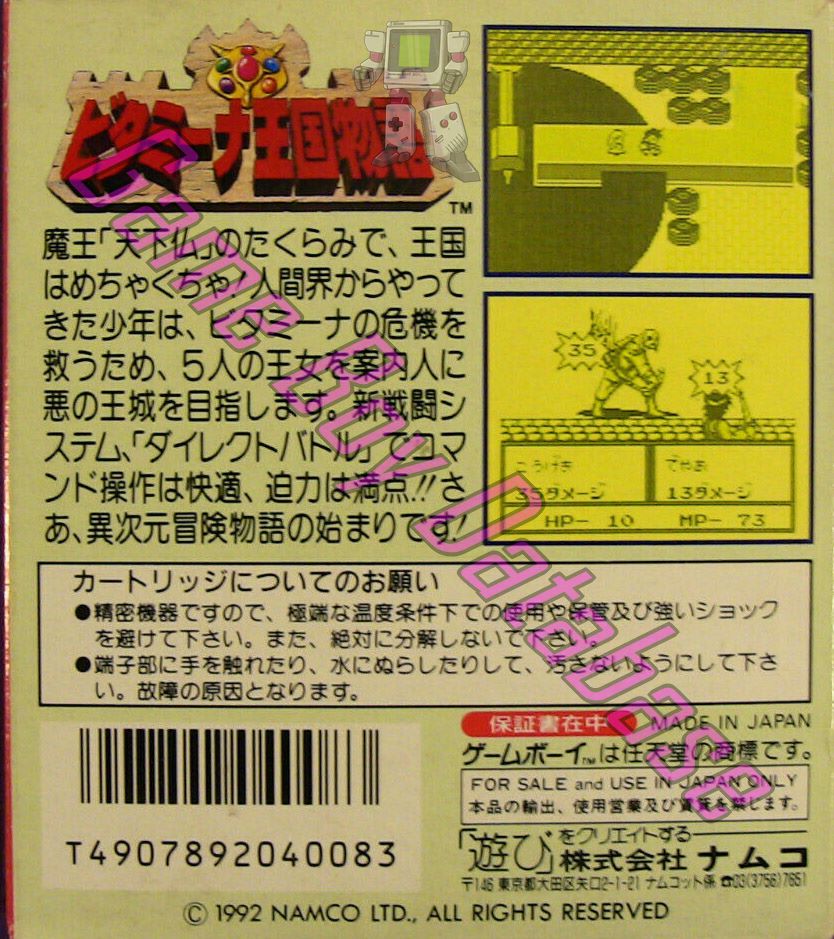 ビタミーナ王国物語
TM
魔王「天下仏」のたくらみで、王国
はめちゃくちゃ!人間界からやって
きた少年は、ビタミーナの危機を
救うため、5人の王女を案内人に
悪の王城を目指します。新戦闘シ
ステム、「ダイレクトバトル」でコマ
ンド操作は快適、迫力は満点!!さ
あ、異次元冒険物語の始まりです!
35
13
こうげき
35ダメージ
でやあ
13ダメージ
HP- 10 MP- 73
カートリッジについてのお願い
●精密機器ですので、極端な温度条件下での使用や保管及び強いショック
を避けて下さい。また、絶対に分解しないで下さい。
●端子部に手を触れたり、水にぬらしたりして、汚さないようにして下さ
い。故障の原因となります。
保証書在中 MADE IN JAPAN
ゲームボーイTMは任天堂の商標です。
FOR SALE and USE IN JAPAN ONLY
本品の輸出、使用営業及び賃貸を禁じます。
「遊び」をクリエイトする
株式会社 ナムコ
〒146 東京都大田区矢口2-1-21 ナムコット係 ☎03(3756)7651
T4907892040083
© 1992 NAMCO LTD., ALL RIGHTS RESERVED
Game Boy Database